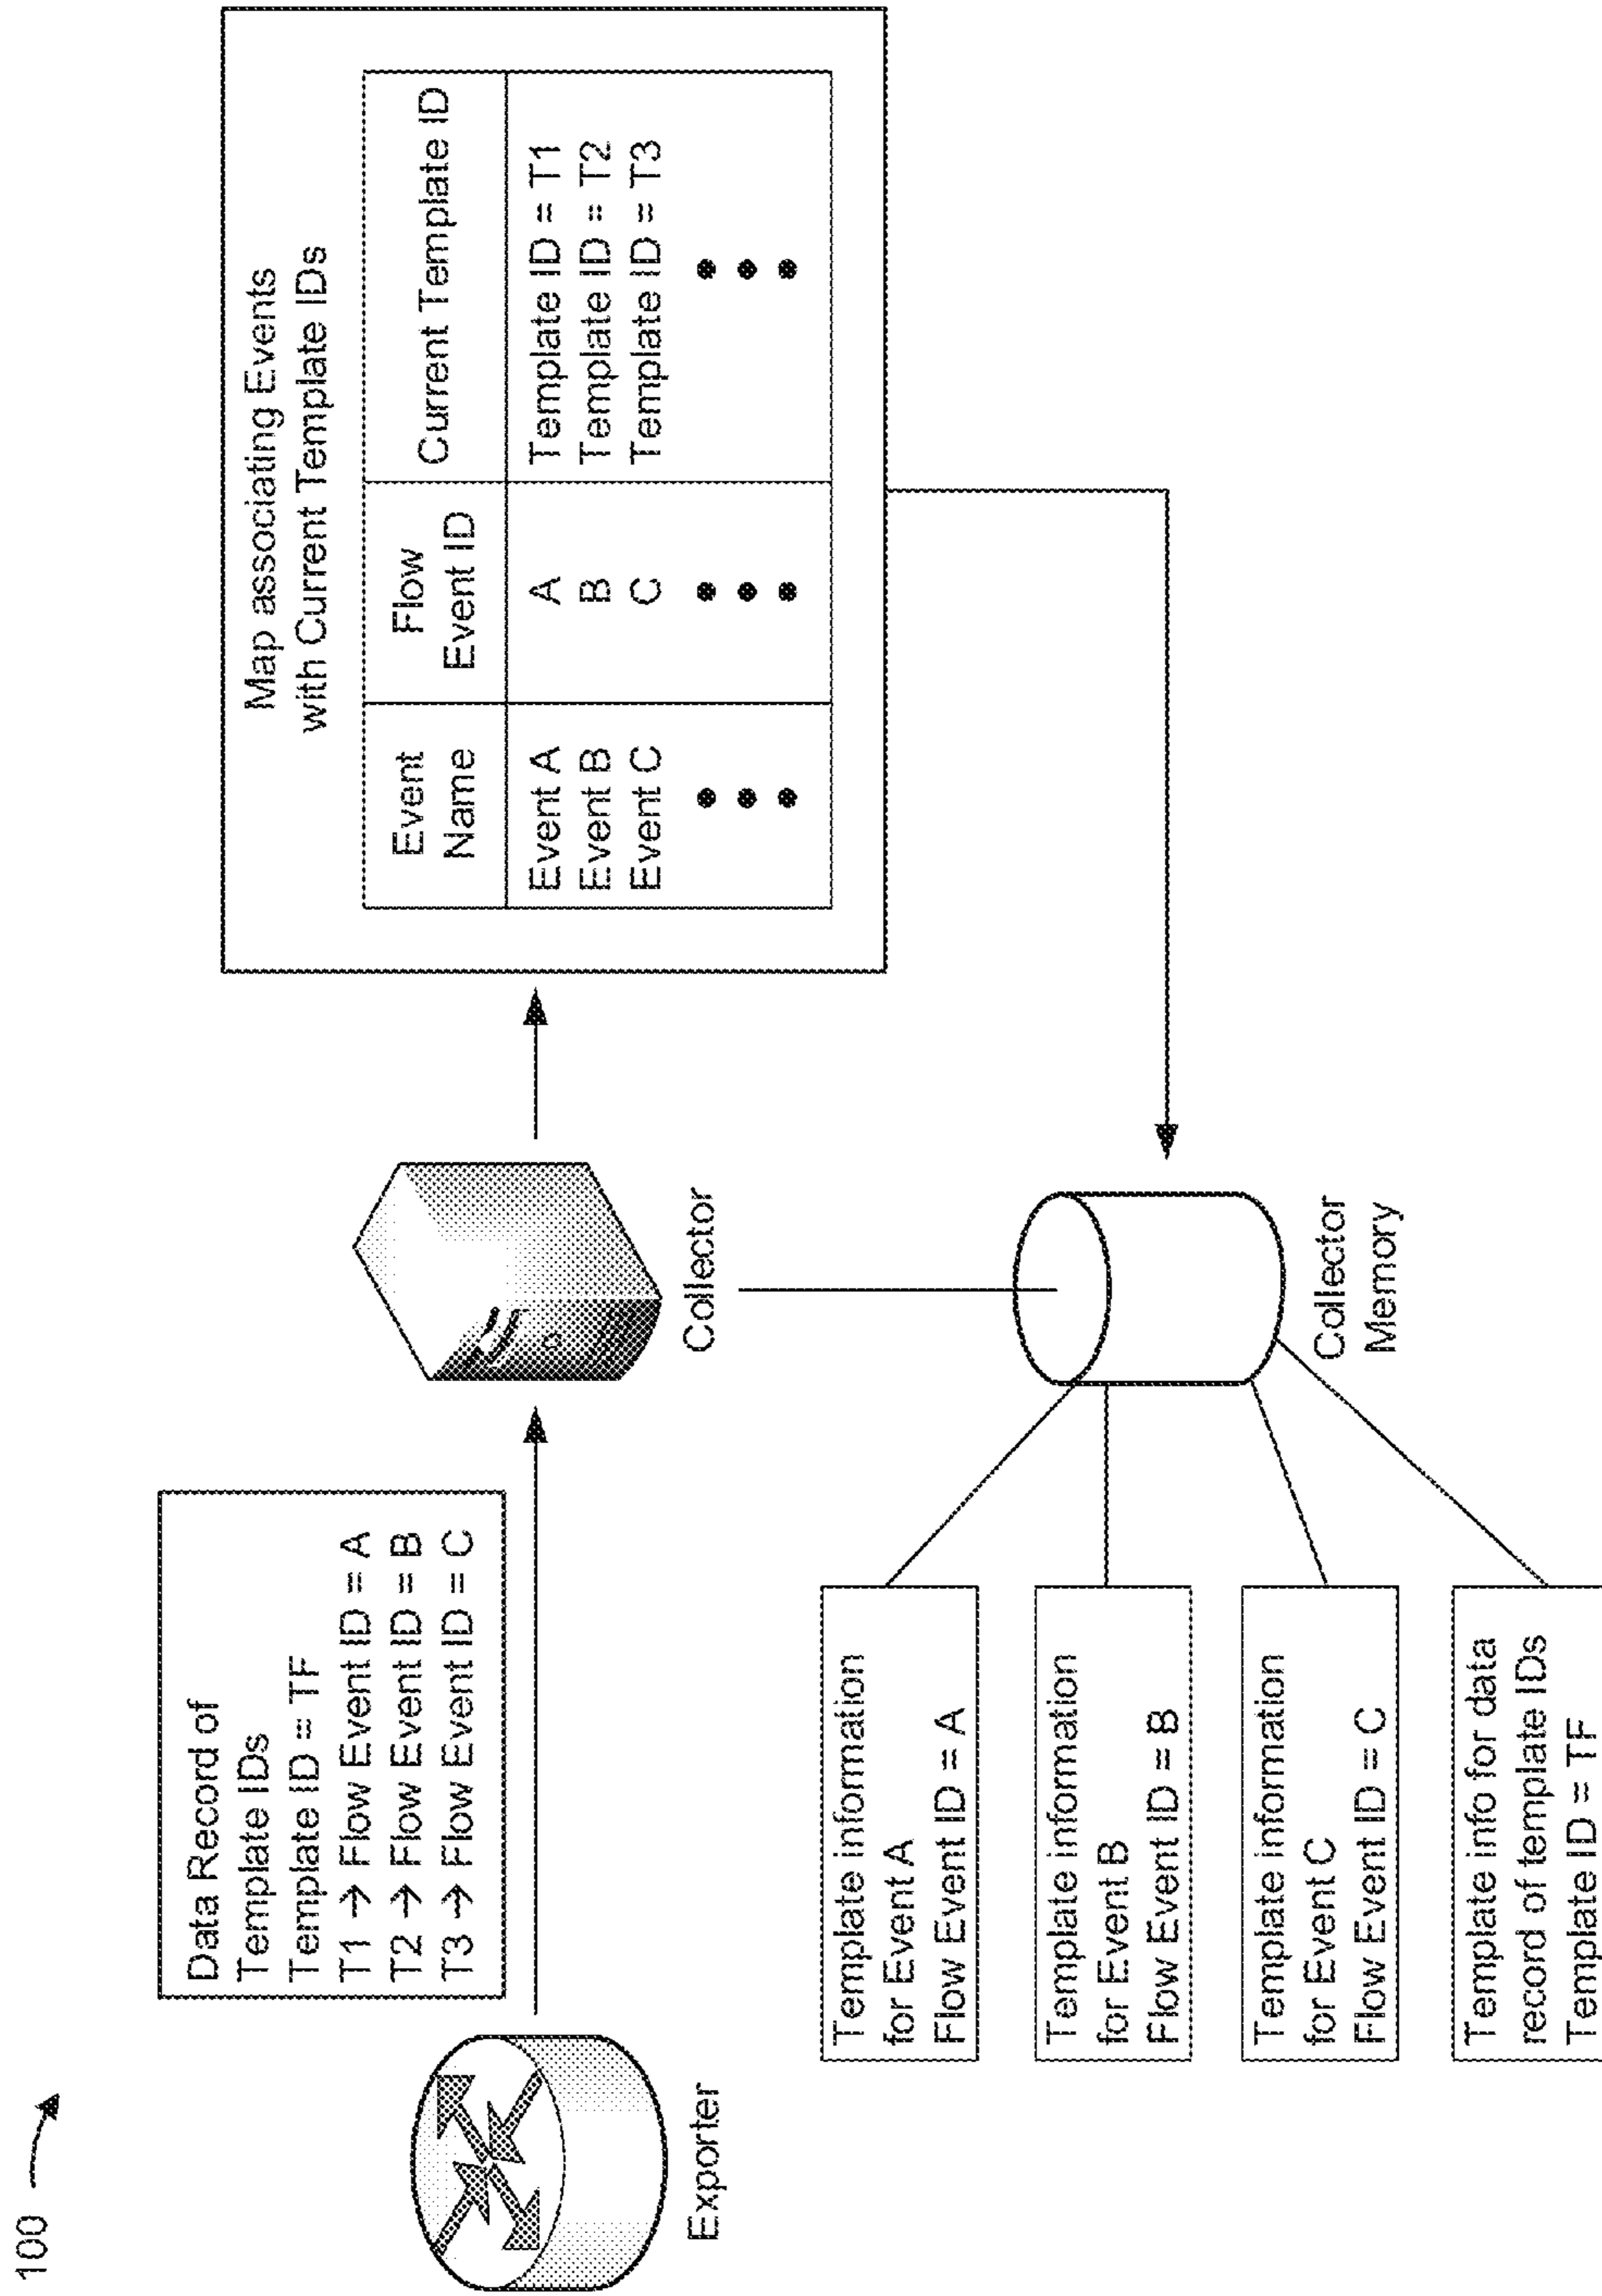 100
Data Record of
Template IDs
Template ID = TF
T1 → Flow Event ID = A
T2 → Flow Event ID = B
T3 → Flow Event ID = C
Exporter
Collector
Map associating Events
with Current Template IDs
Event
Name
Flow
Event ID
Current Template ID
Event A
A
Template ID = T1
Event B
B
Template ID = T2
Event C
C
Template ID = T3
Template information
for Event A
Flow Event ID = A
Template information
for Event B
Flow Event ID = B
Template information
for Event C
Flow Event ID = C
Template info for data
record of template IDs
Template ID = TF
Collector
Memory